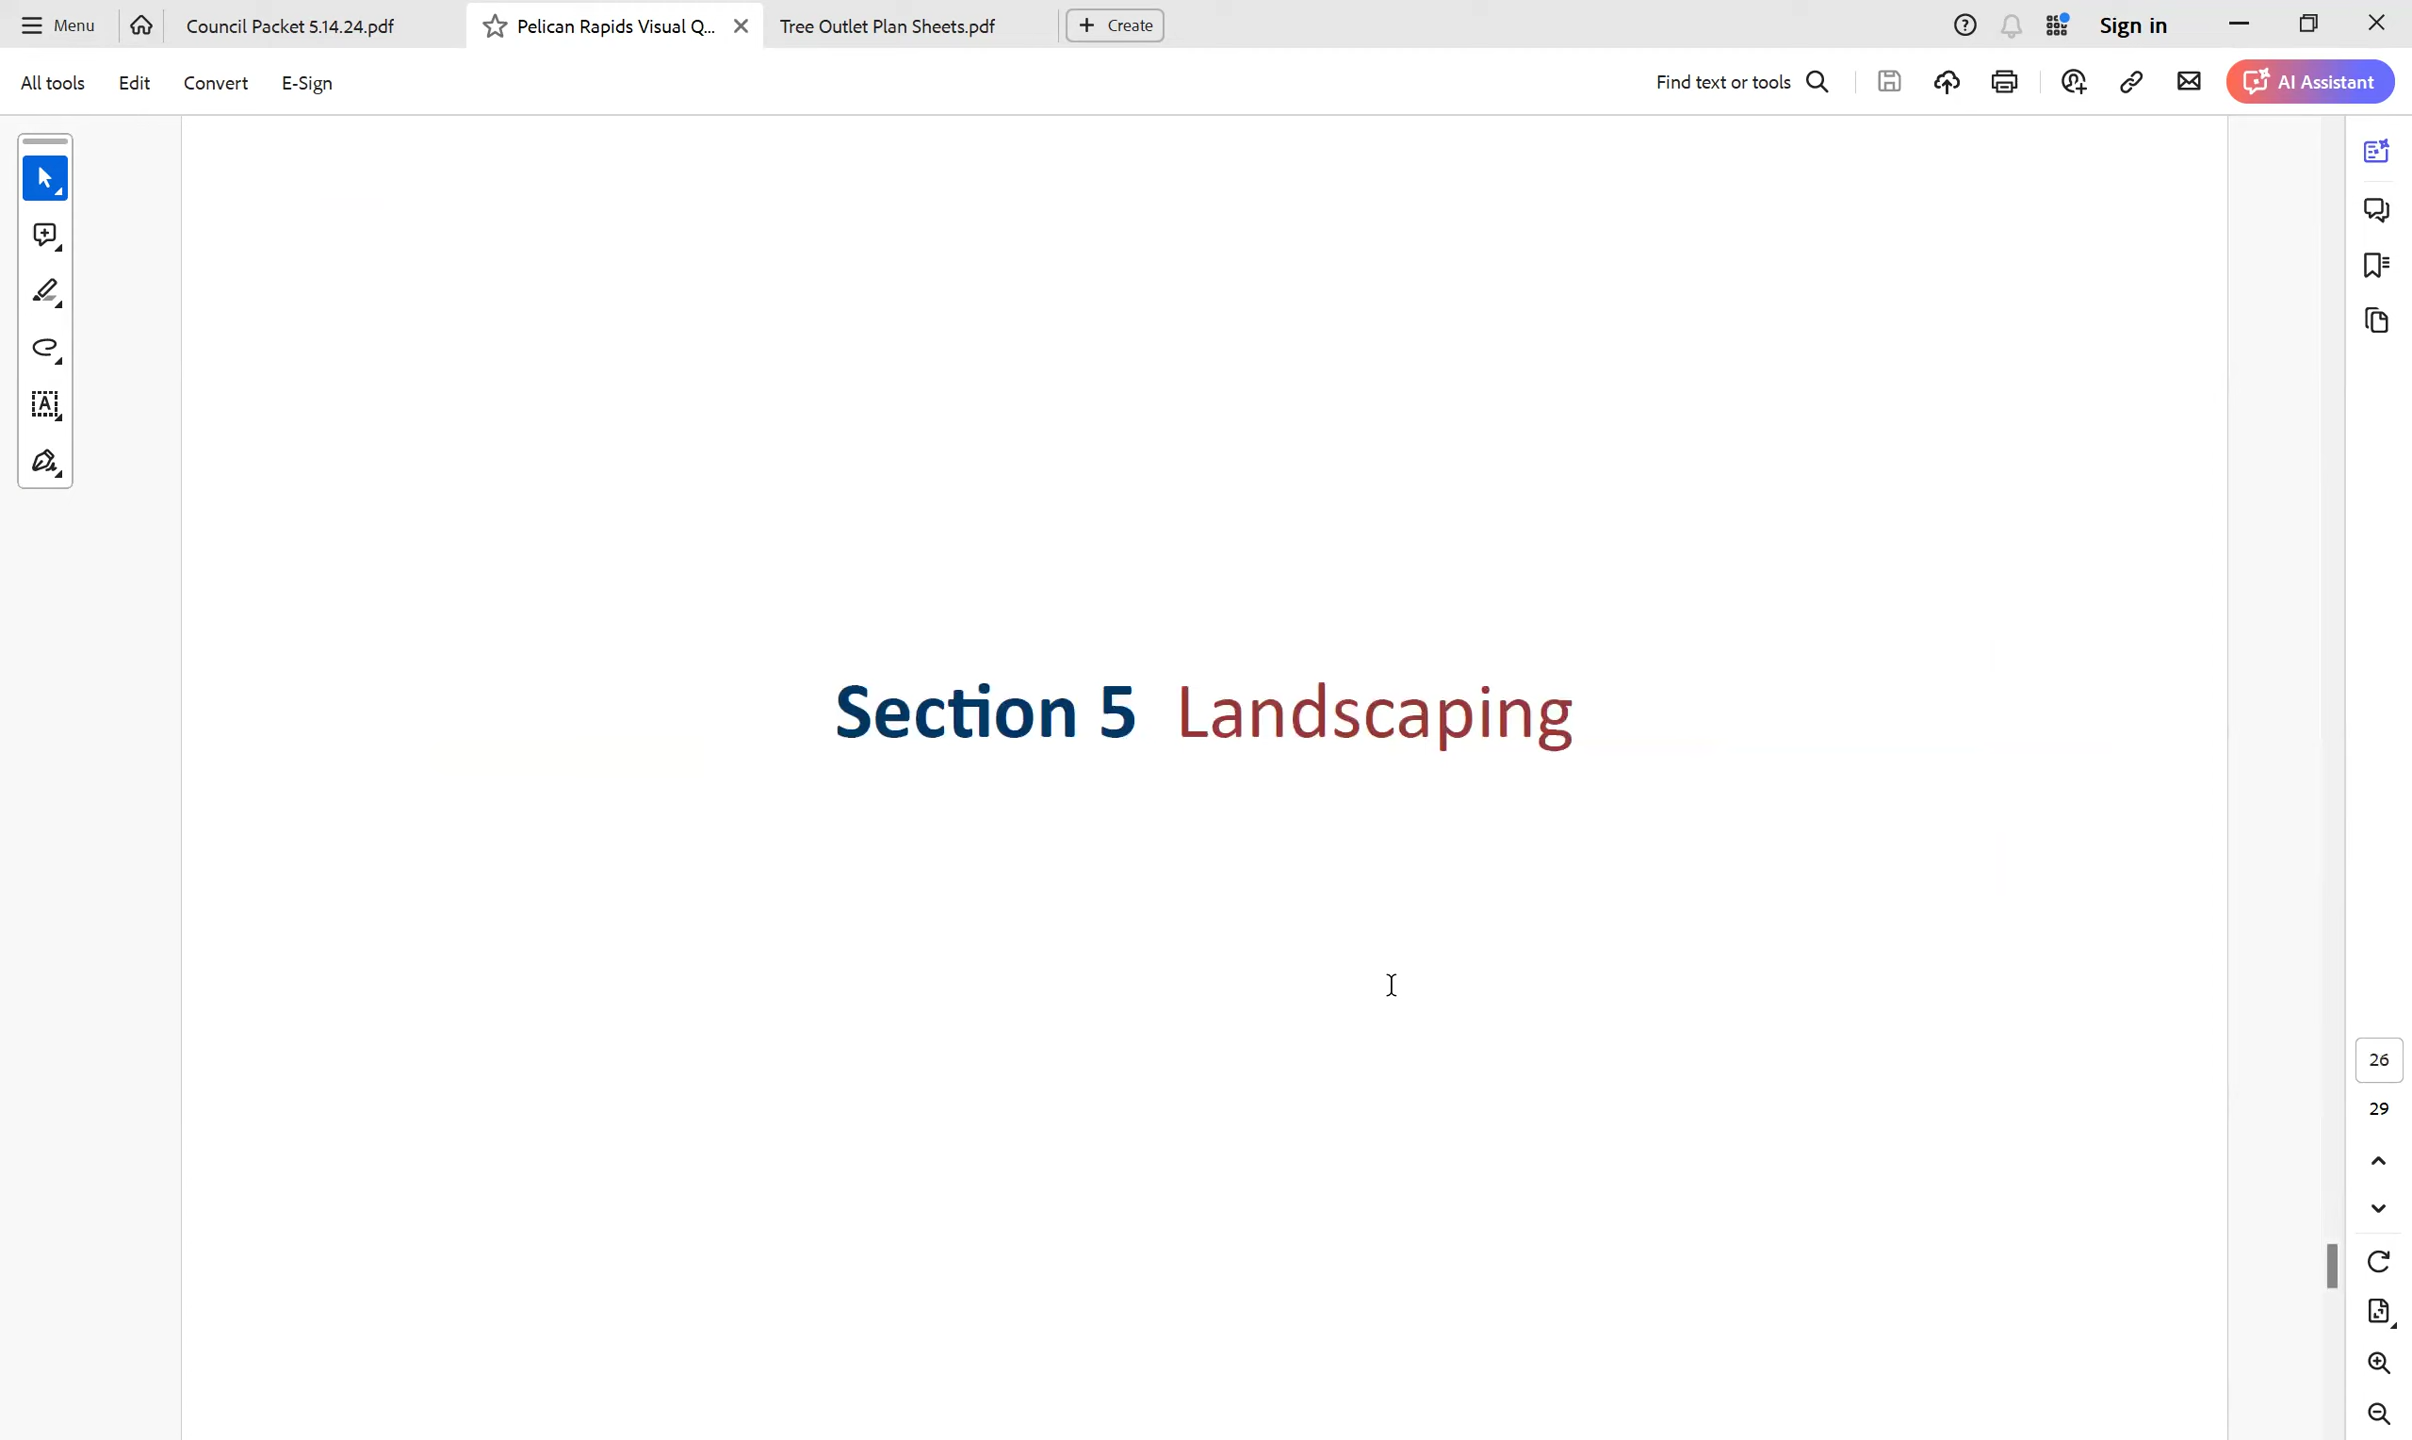 Menu
Council Packet 5.14.24.pdf
Pelican Rapids Visual Q...
Tree Outlet Plan Sheets.pdf
Create
Sign in
All tools
Edit
Convert
E-Sign
Find text or tools
AI Assistant
Section 5 Landscaping
26
29